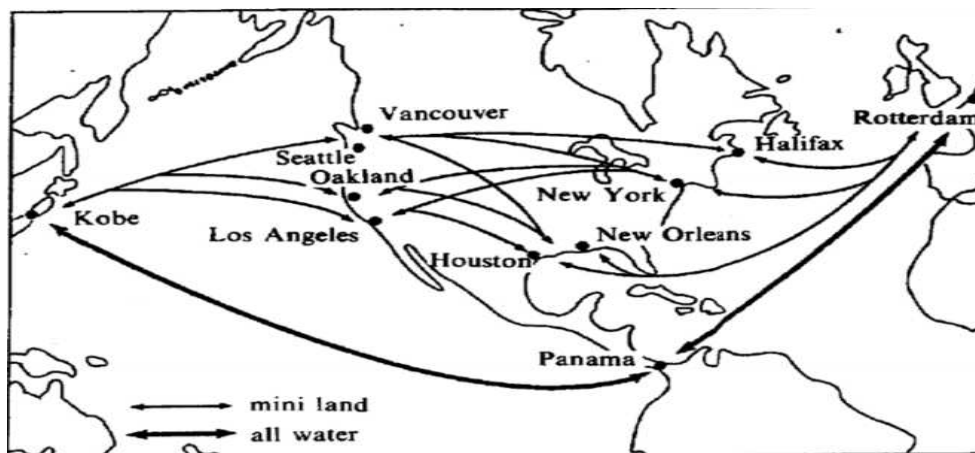 Vancouver
Rotterdam
Halifax
Seattle
Oakland
New York
Kobe
Los Angeles
New Orleans
Houston
Panama
mini land
all water